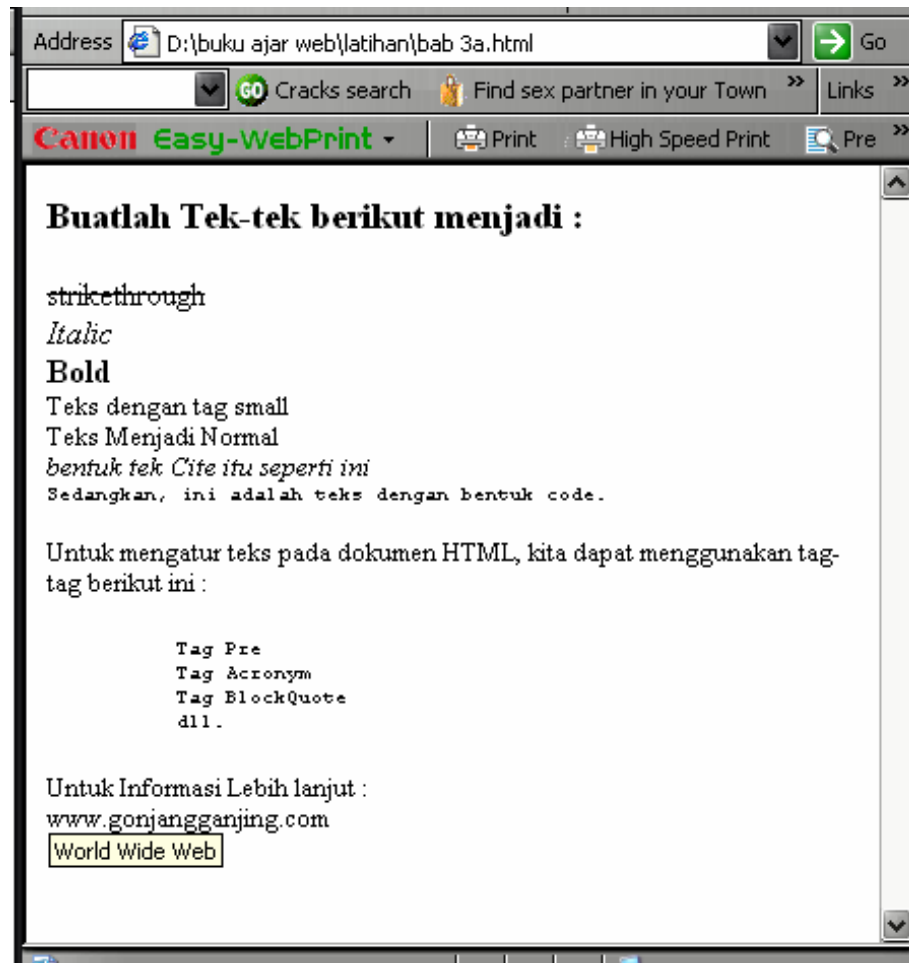 Address D:\buku ajar web\latihan\bab 3a.html Go
GO Cracks search Find sex partner in your Town » Links »
Canon Easy-WebPrint Print High Speed Print Pre »
Buatlah Tek-tek berikut menjadi :
strikethrough
Italic
Bold
Teks dengan tag small
Teks Menjadi Normal
bentuk tek Cite itu seperti ini
Sedangkan, ini adalah teks dengan bentuk code.
Untuk mengatur teks pada dokumen HTML, kita dapat menggunakan tag-
tag berikut ini :
Tag Pre
Tag Acronym
Tag BlockQuote
dll.
Untuk Informasi Lebih lanjut :
www.gonjangganjing.com
World Wide Web